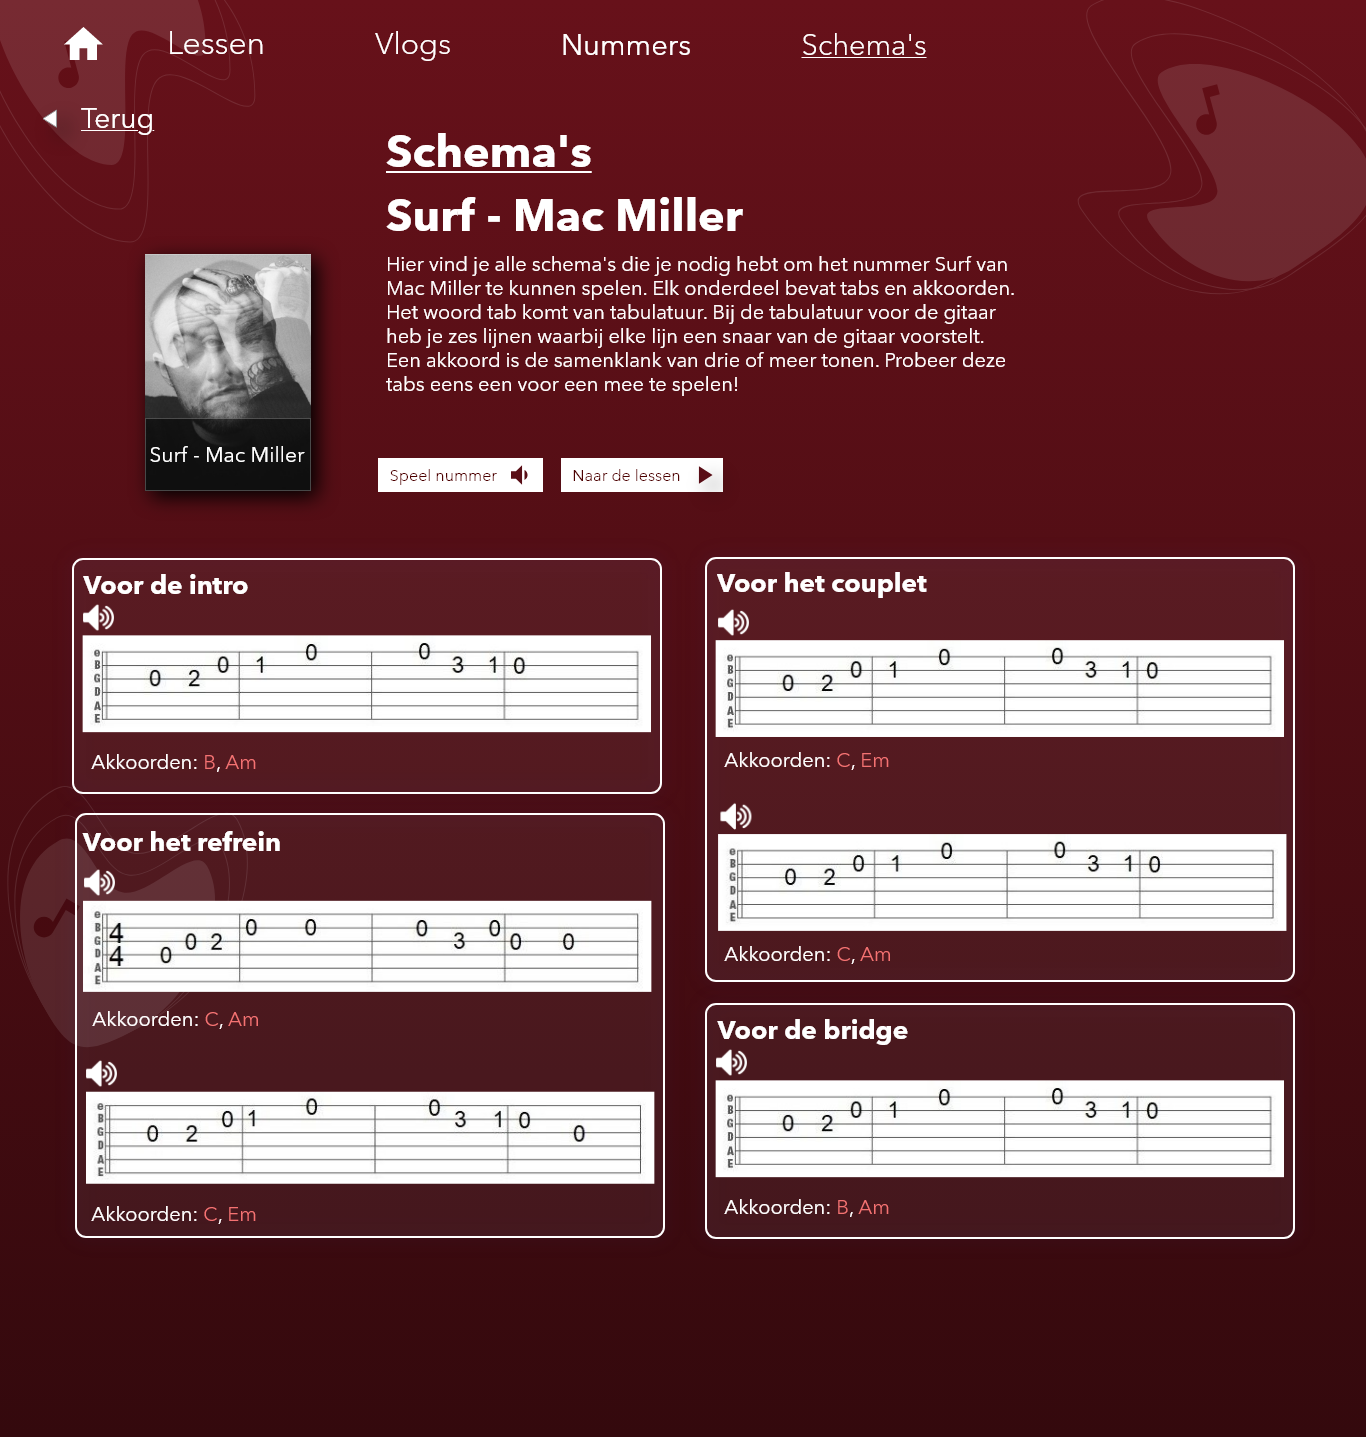 Lessen Vlogs Nummers Schema's
Terug
Schema's
Surf - Mac Miller
Hier vind je alle schema's die je nodig hebt om het nummer Surf van
Mac Miller te kunnen spelen. Elk onderdeel bevat tabs en akkoorden.
Het woord tab komt van tabulatuur. Bij de tabulatuur voor de gitaar
heb je zes lijnen waarbij elke lijn een snaar van de gitaar voorstelt.
Een akkoord is de samenklank van drie of meer tonen. Probeer deze
tabs eens een voor een mee te spelen!
Surf - Mac Miller
Speel nummer
Naar de lessen
Voor de intro
e 0 0
B 0 1 3 1 0
G 0 2
D
A
E
Akkoorden: B, Am
Voor het refrein
e
B 4 0 0 0 0
G 0 2 3 0 0
D 4 0
A
E
Akkoorden: C, Am
e 0 0
B 0 1 3 1 0
G 0 2 0
D
A
E
Akkoorden: C, Em
Voor het couplet
e 0 0
B 0 1 3 1 0
G 0 2
D
A
E
Akkoorden: C, Em
e 0 0
B 0 1 3 1 0
G 0 2
D
A
E
Akkoorden: C, Am
Voor de bridge
e 0 0
B 0 1 3 1 0
G 0 2
D
A
E
Akkoorden: B, Am